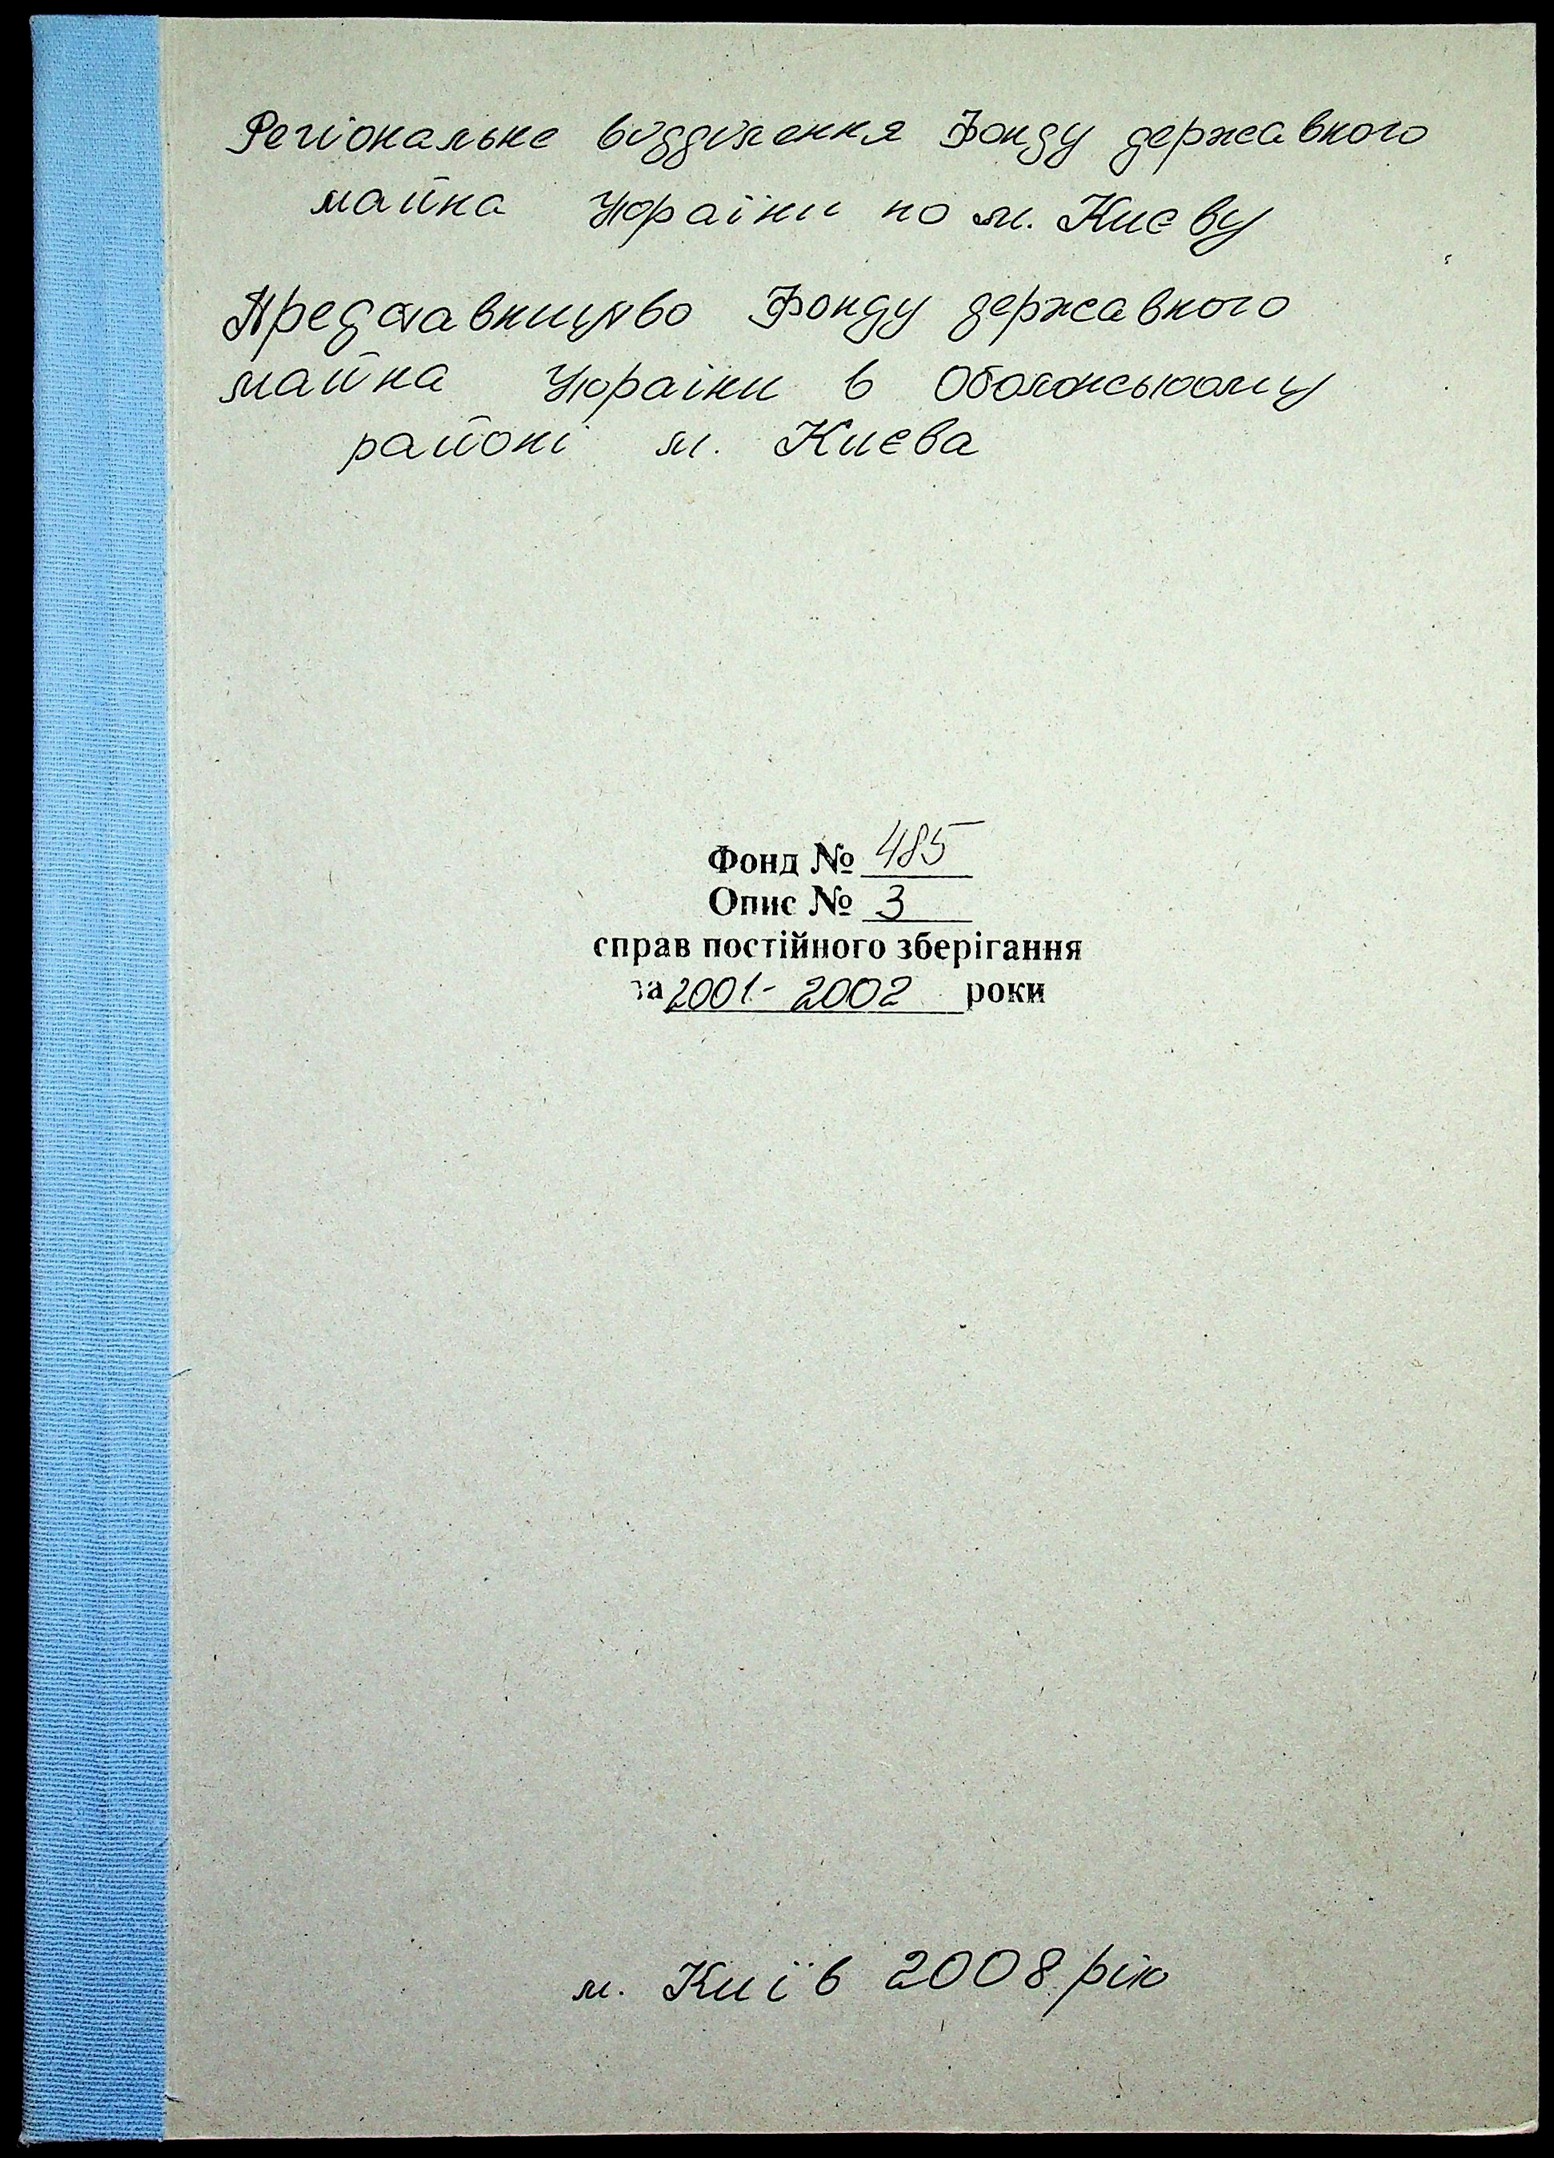 Регіональне відділення Фонду державного
майна України по м. Києву
Представництво Фонду державного
майна України в Оболонському
районі м. Києва
Фонд № 485
Опис № 3
справ постійного зберігання
за 2001-2002 роки
м. Київ 2008 рік